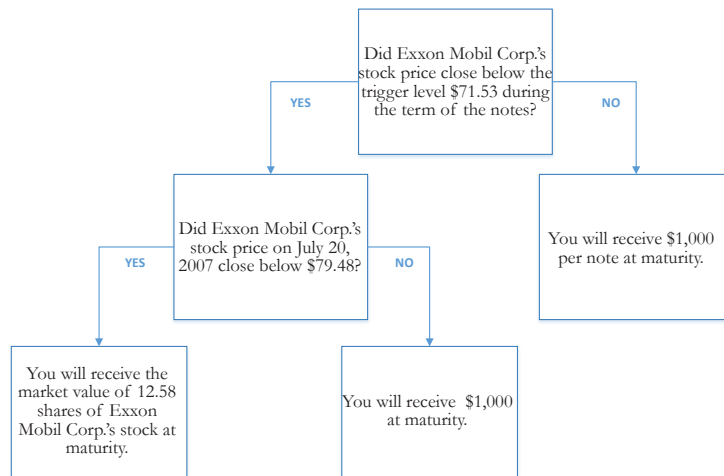 Did Exxon Mobil Corp.'s
stock price close below the
trigger level $71.53 during
the term of the notes?
YES
NO
Did Exxon Mobil Corp.'s
stock price on July 20,
2007 close below $79.48?
You will receive $1,000
per note at maturity.
YES
NO
You will receive the
market value of 12.58
shares of Exxon
Mobil Corp.'s stock at
maturity.
You will receive $1,000
at maturity.